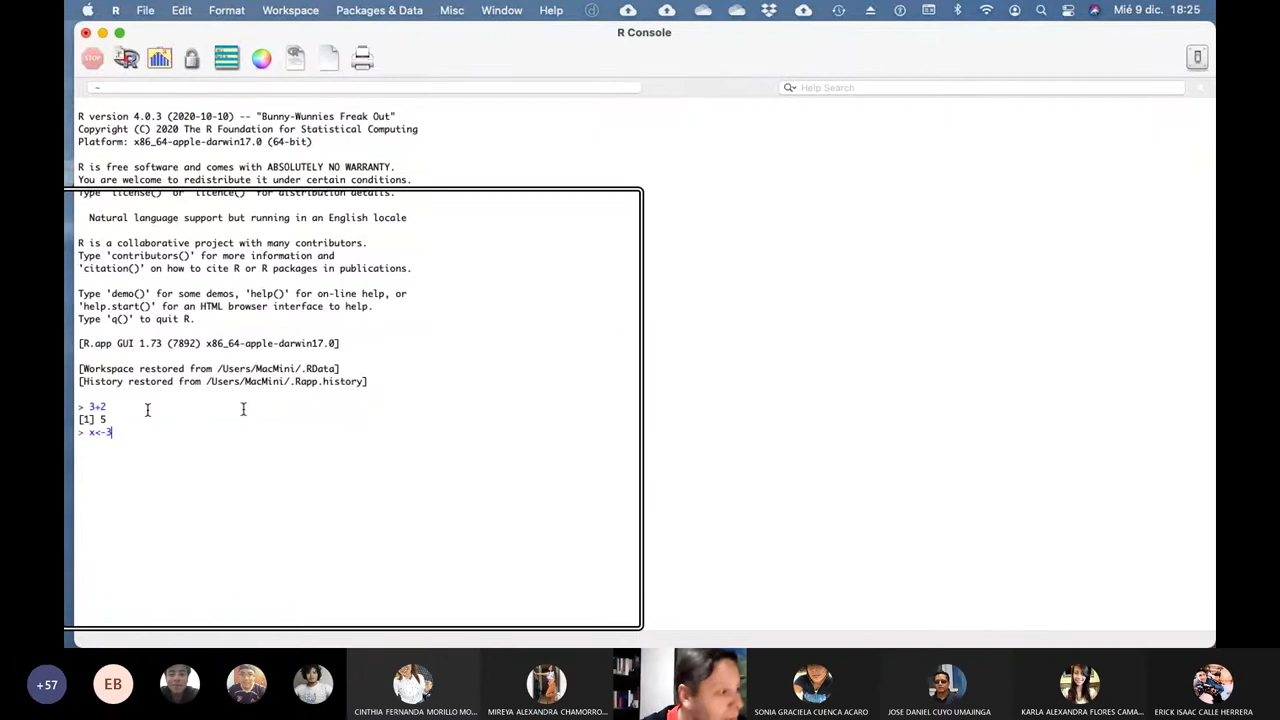 R File Edit Format Workspace Packages & Data Misc Window Help Mié 9 dic. 18:25
R Console
STOP
~
Help Search
R version 4.0.3 (2020-10-10) -- "Bunny-Wunnies Freak Out"
Copyright (C) 2020 The R Foundation for Statistical Computing
Platform: x86_64-apple-darwin17.0 (64-bit)
R is free software and comes with ABSOLUTELY NO WARRANTY.
You are welcome to redistribute it under certain conditions.
Type 'license()' or 'licence()' for distribution details.
Natural language support but running in an English locale
R is a collaborative project with many contributors.
Type 'contributors()' for more information and
'citation()' on how to cite R or R packages in publications.
Type 'demo()' for some demos, 'help()' for on-line help, or
'help.start()' for an HTML browser interface to help.
Type 'q()' to quit R.
[R.app GUI 1.73 (7892) x86_64-apple-darwin17.0]
[Workspace restored from /Users/MacMini/.RData]
[History restored from /Users/MacMini/.Rapp.history]
> 3+2
[1] 5
> x<-3
+57
EB
CINTHIA FERNANDA MORILLO MO...
MIREYA ALEXANDRA CHAMORRO...
SONIA GRACIELA CUENCA ACARO
JOSE DANIEL CUYO UMAJINGA
KARLA ALEXANDRA FLORES CAMA...
ERICK ISAAC CALLE HERRERA